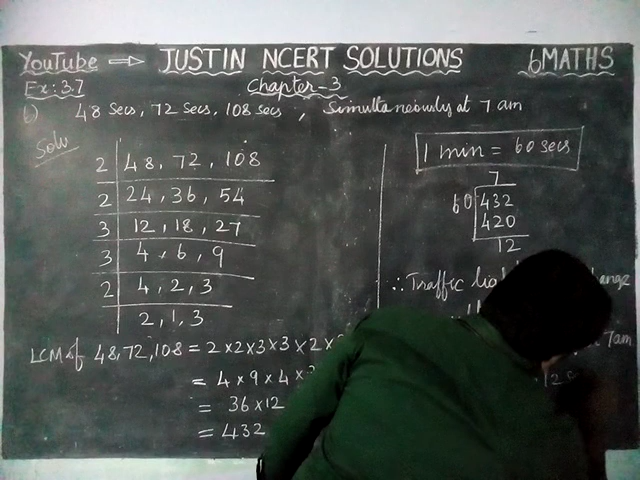 YouTube ⇒ JUSTIN NCERT SOLUTIONS 6MATHS
Ex: 3.7 Chapter-3
6) 48 Secs, 72 Secs, 108 secs, Simultaneously at 7 am
Soln
2 | 48, 72, 108
2 | 24, 36, 54
3 | 12, 18, 27
3 | 4, 6, 9
2 | 4, 2, 3
2, 1, 3
LCM of 48, 72, 108 = 2×2×3×3×2×
= 4×9×4×
= 36×12
= 432
1 min = 60 secs
7
60 432
420
12
∴ Traffic
7am